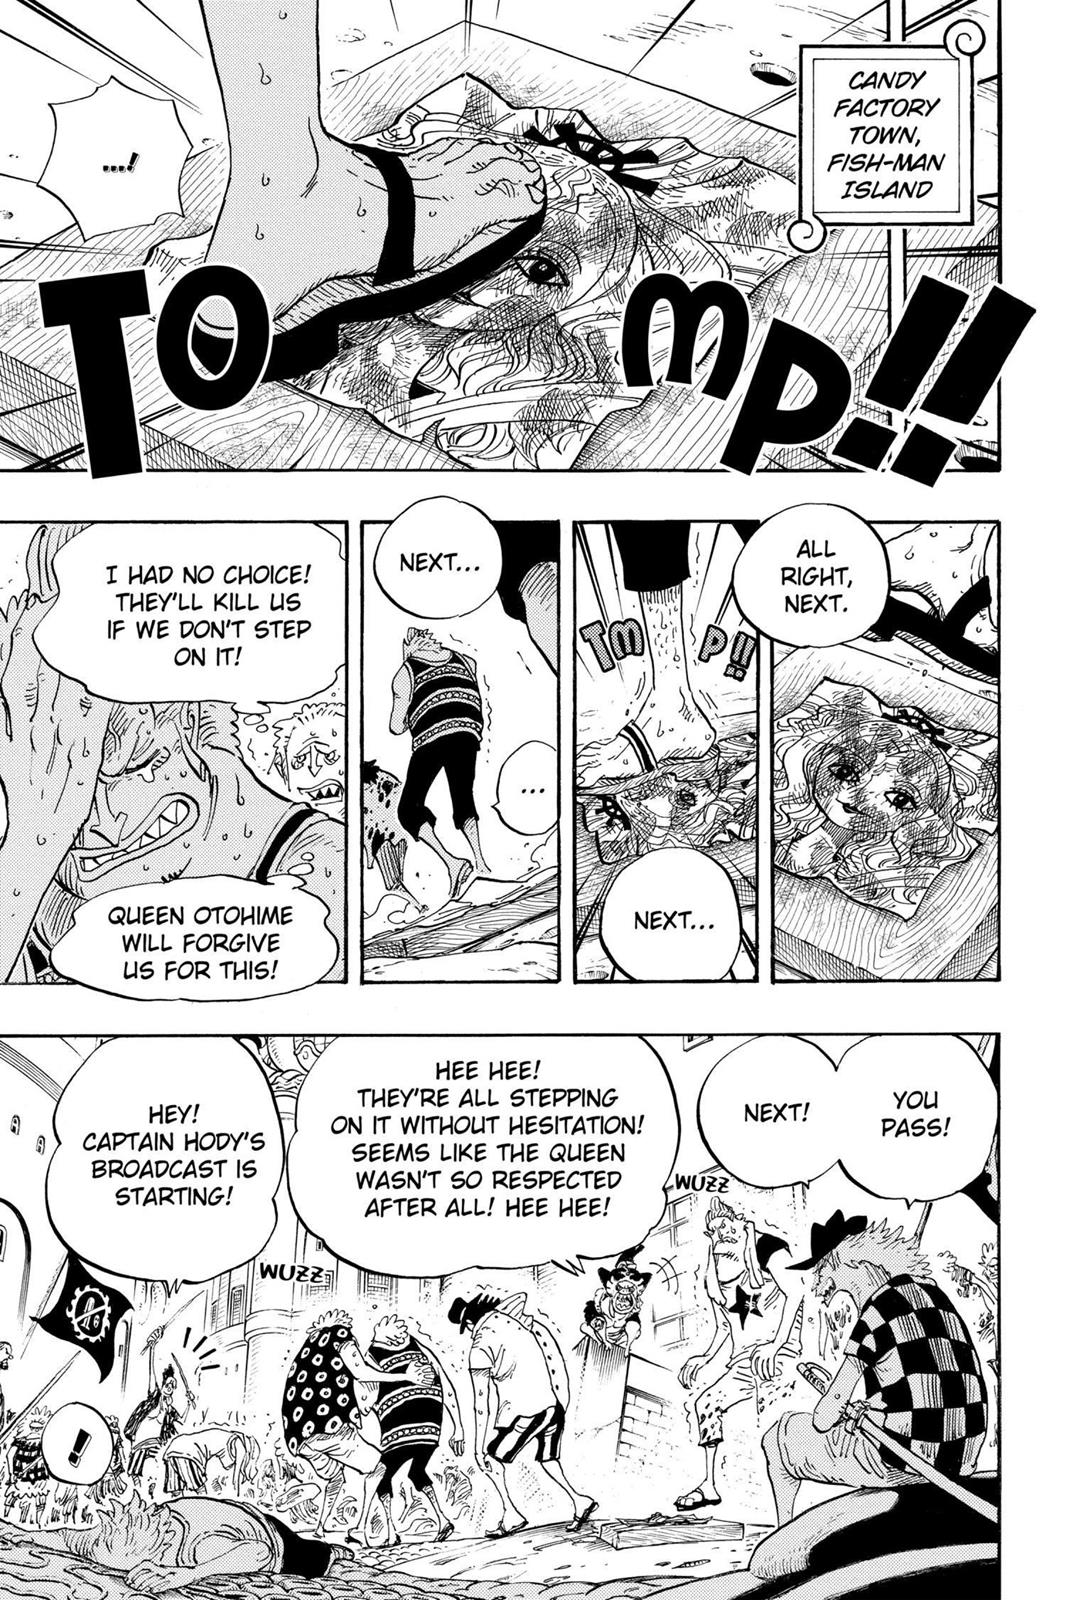 CANDY
FACTORY
TOWN,
FISH-MAN
ISLAND
....!
TOMP!!
ALL
RIGHT,
NEXT.
TMP!!
NEXT...
NEXT...
...
I HAD NO CHOICE!
THEY'LL KILL US
IF WE DON'T STEP
ON IT!
QUEEN OTOHIME
WILL FORGIVE
US FOR THIS!
YOU
PASS!
NEXT!
HEE HEE!
THEY'RE ALL STEPPING
ON IT WITHOUT HESITATION!
SEEMS LIKE THE QUEEN
WASN'T SO RESPECTED
AFTER ALL! HEE HEE!
WUZZ
WUZZ
HEY!
CAPTAIN HODY'S
BROADCAST IS
STARTING!
!